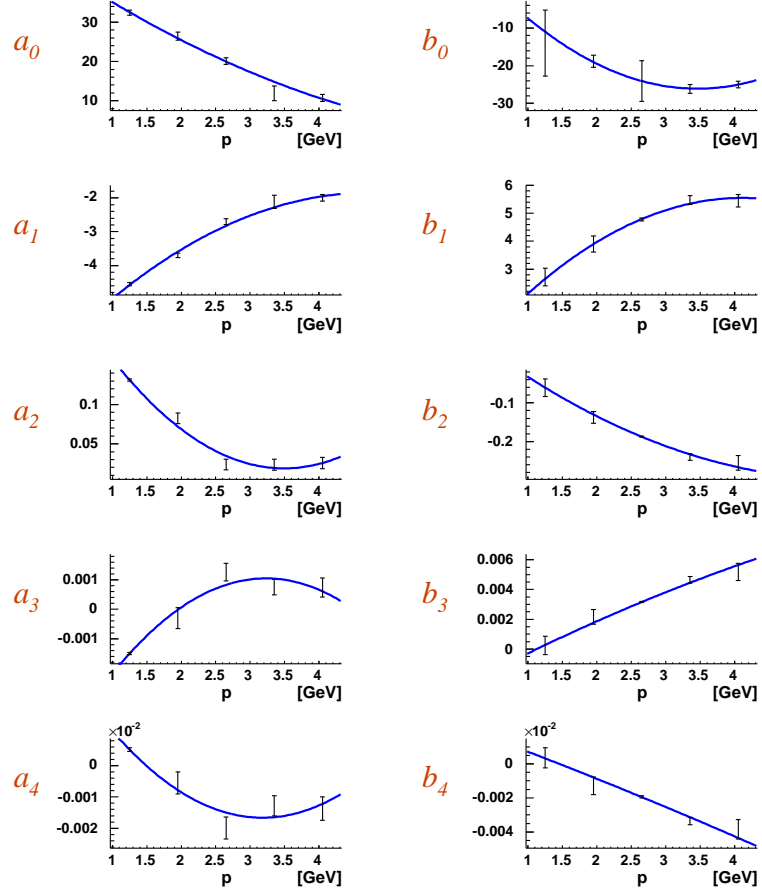 a0
30
20
10
1 1.5 2 2.5 3 3.5 4
p [GeV]
b0
-10
-20
-30
1 1.5 2 2.5 3 3.5 4
p [GeV]
a1
-2
-3
-4
1 1.5 2 2.5 3 3.5 4
p [GeV]
b1
6
5
4
3
1 1.5 2 2.5 3 3.5 4
p [GeV]
a2
0.1
0.05
1 1.5 2 2.5 3 3.5 4
p [GeV]
b2
-0.1
-0.2
1 1.5 2 2.5 3 3.5 4
p [GeV]
a3
0.001
0
-0.001
1 1.5 2 2.5 3 3.5 4
p [GeV]
b3
0.006
0.004
0.002
0
1 1.5 2 2.5 3 3.5 4
p [GeV]
a4
×10-2
0
-0.001
-0.002
1 1.5 2 2.5 3 3.5 4
p [GeV]
b4
×10-2
0
-0.002
-0.004
1 1.5 2 2.5 3 3.5 4
p [GeV]